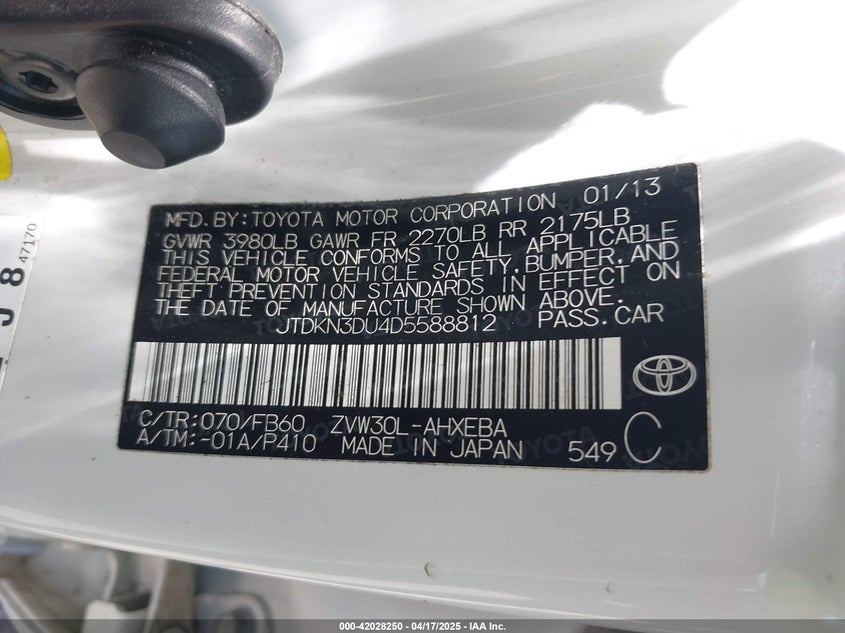 MFD. BY: TOYOTA MOTOR CORPORATION 01/13
GVWR 3980LB GAWR FR 2270LB RR 2175LB
THIS VEHICLE CONFORMS TO ALL APPLICABLE
FEDERAL MOTOR VEHICLE SAFETY, BUMPER, AND
THEFT PREVENTION STANDARDS IN EFFECT ON
THE DATE OF MANUFACTURE SHOWN ABOVE.
JTDKN3DU4D5588812 PASS. CAR
C/TR: 070/FB60 ZVW30L-AHXEBA
A/TM: -01A/P410 MADE IN JAPAN 549 C
J 8 47170
000-42028250 - 04/17/2025 - IAA Inc.